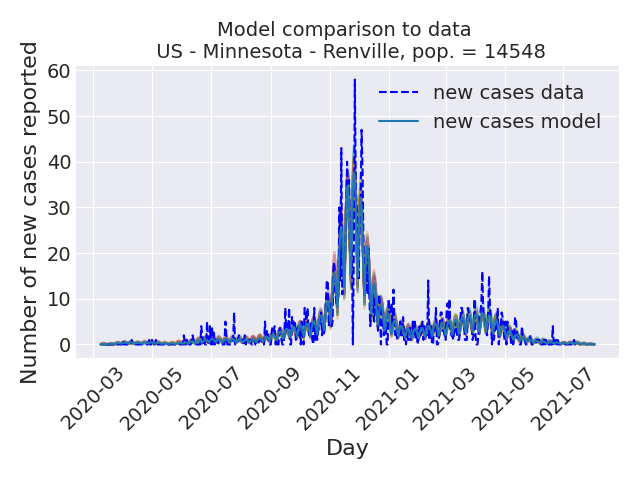 Model comparison to data
US - Minnesota - Renville, pop. = 14548
Number of new cases reported
60
50
40
30
20
10
0
new cases data
new cases model
2020-03
2020-05
2020-07
2020-09
2020-11
2021-01
2021-03
2021-05
2021-07
Day